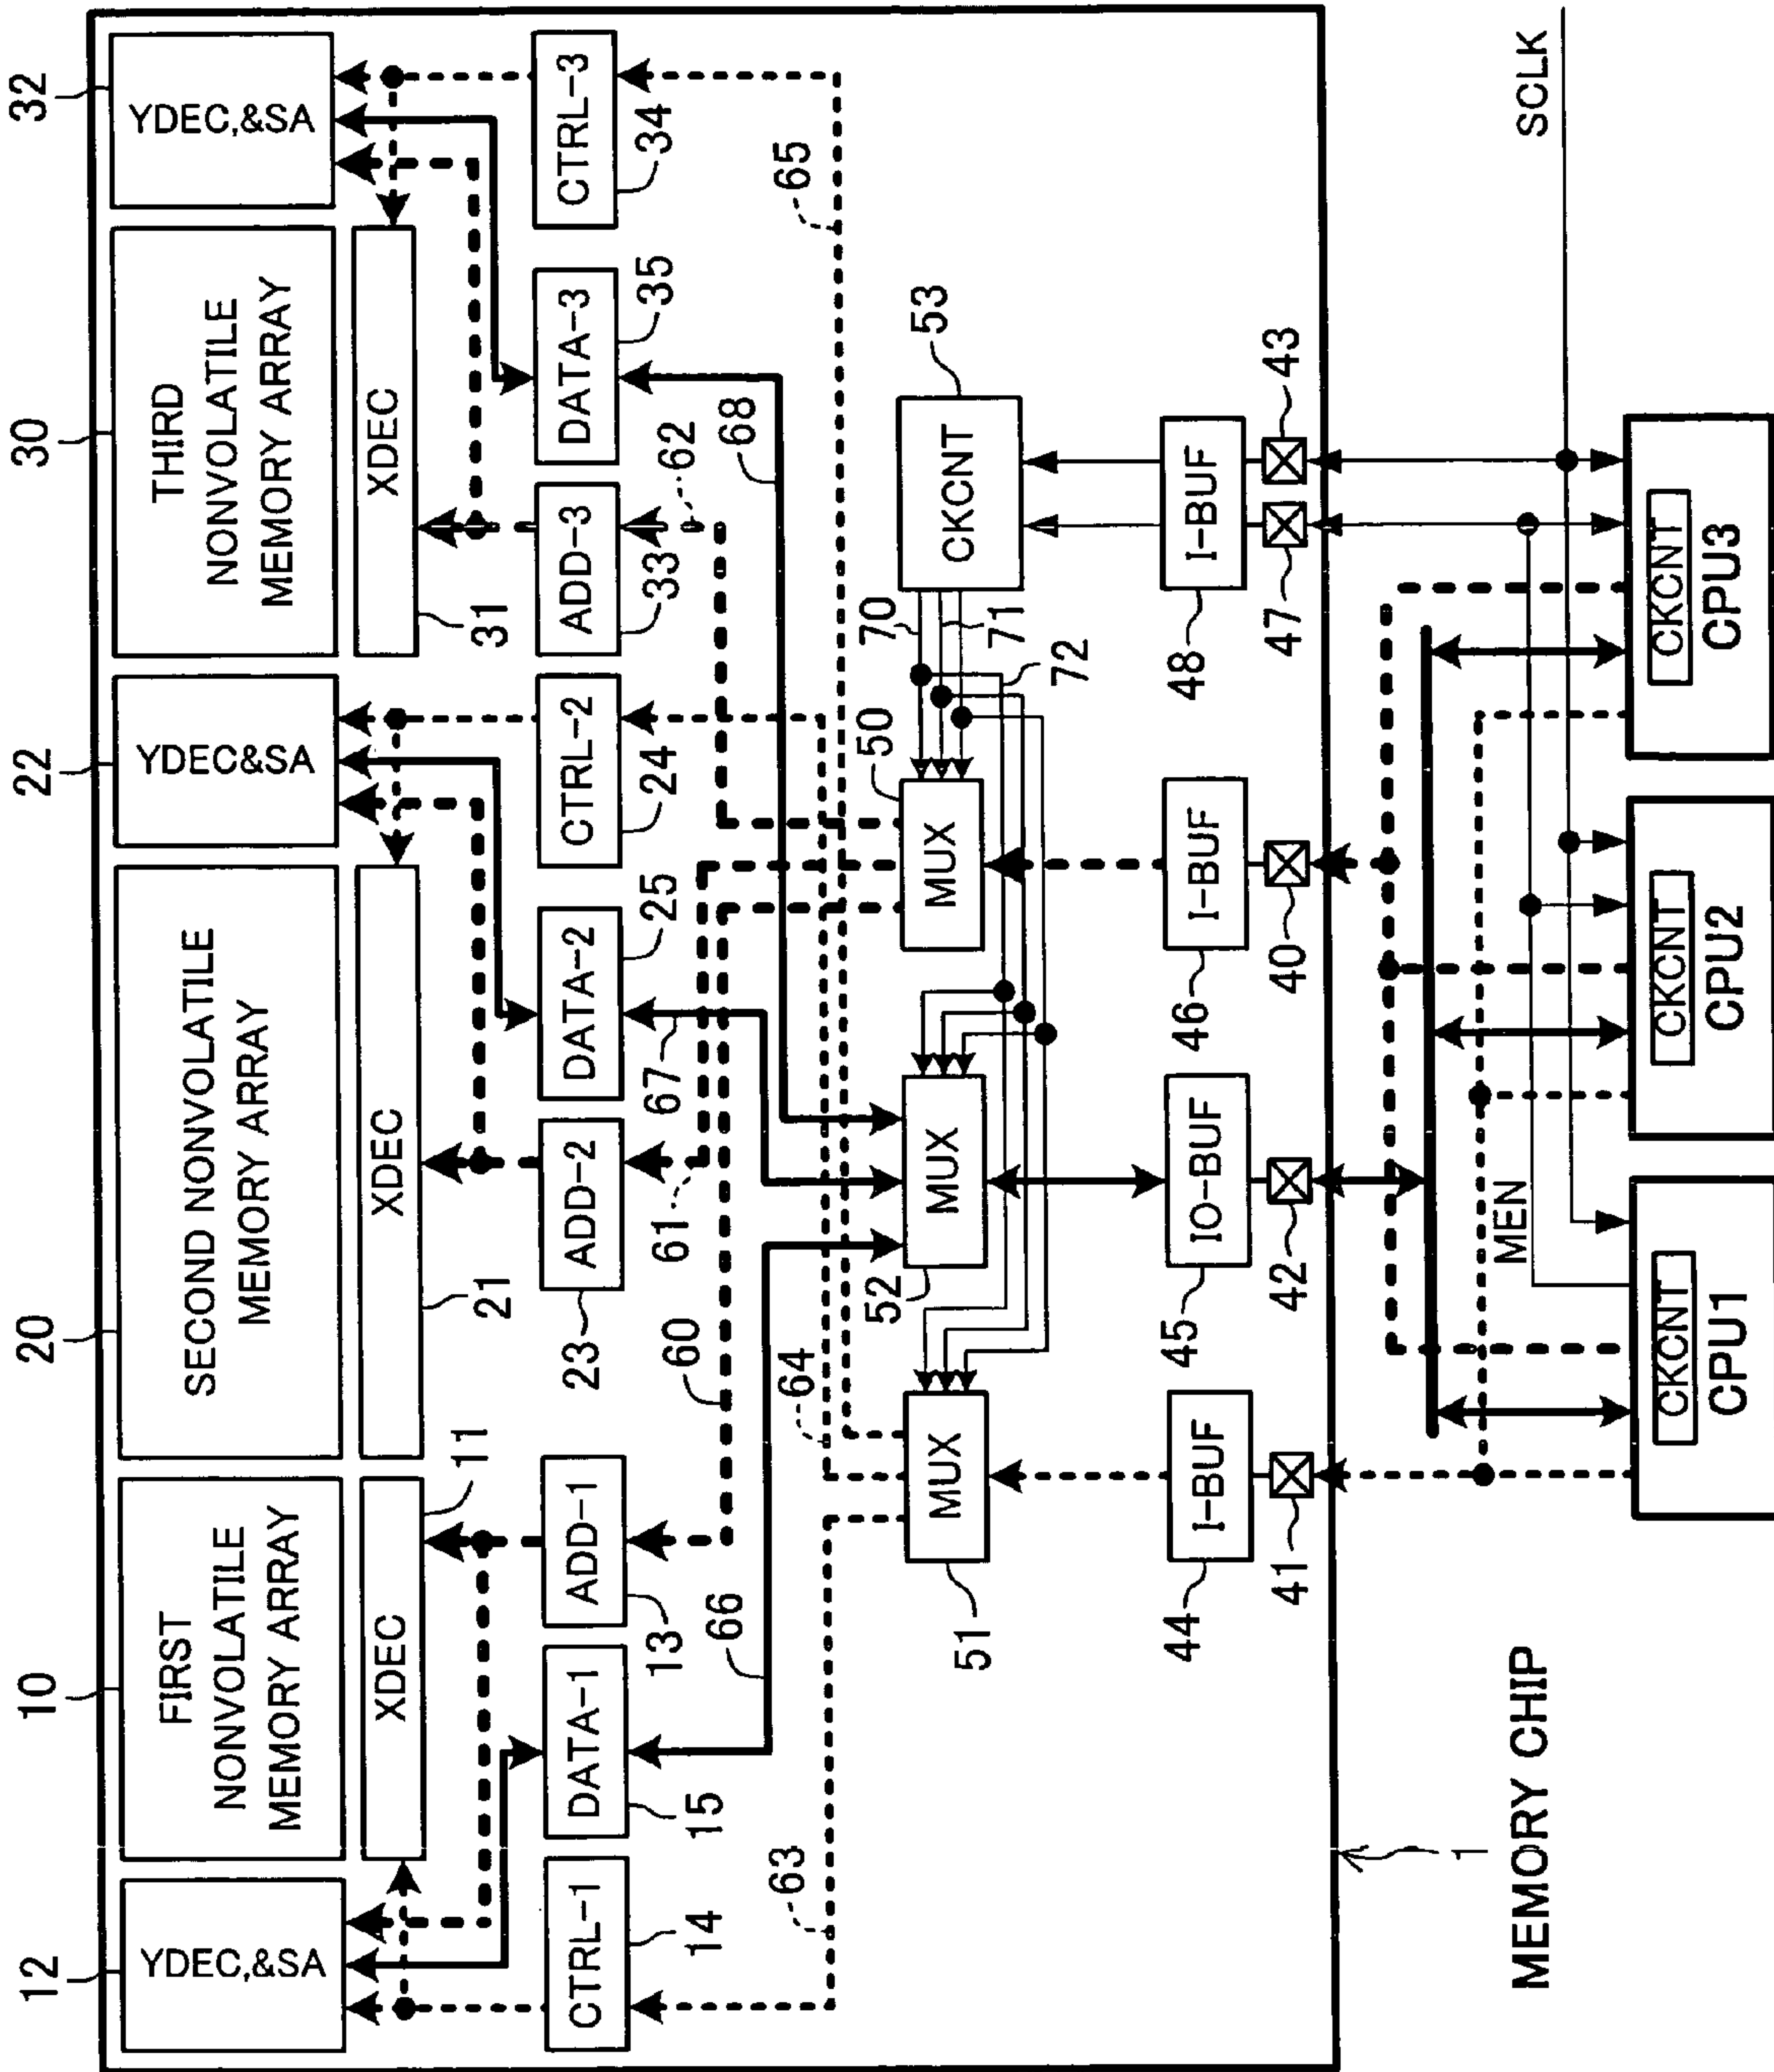 12
10
20
22
30
32
YDEC,&SA
FIRST
NONVOLATILE
MEMORY ARRAY
SECOND NONVOLATILE
MEMORY ARRAY
YDEC&SA
THIRD
NONVOLATILE
MEMORY ARRAY
YDEC,&SA
XDEC
11
XDEC
21
XDEC
31
CTRL-1
14
DATA-1
15
ADD-1
13
ADD-2
23
DATA-2
25
CTRL-2
24
ADD-3
33
DATA-3
35
CTRL-3
34
63
66
60
61
67
64
62
68
65
MUX
51
MUX
52
MUX
50
70
71
72
CKCNT
53
I-BUF
44
IO-BUF
45
I-BUF
46
I-BUF
48
41
42
40
47
43
1
MEMORY CHIP
MEN
SCLK
CKCNT
CPU1
CKCNT
CPU2
CKCNT
CPU3